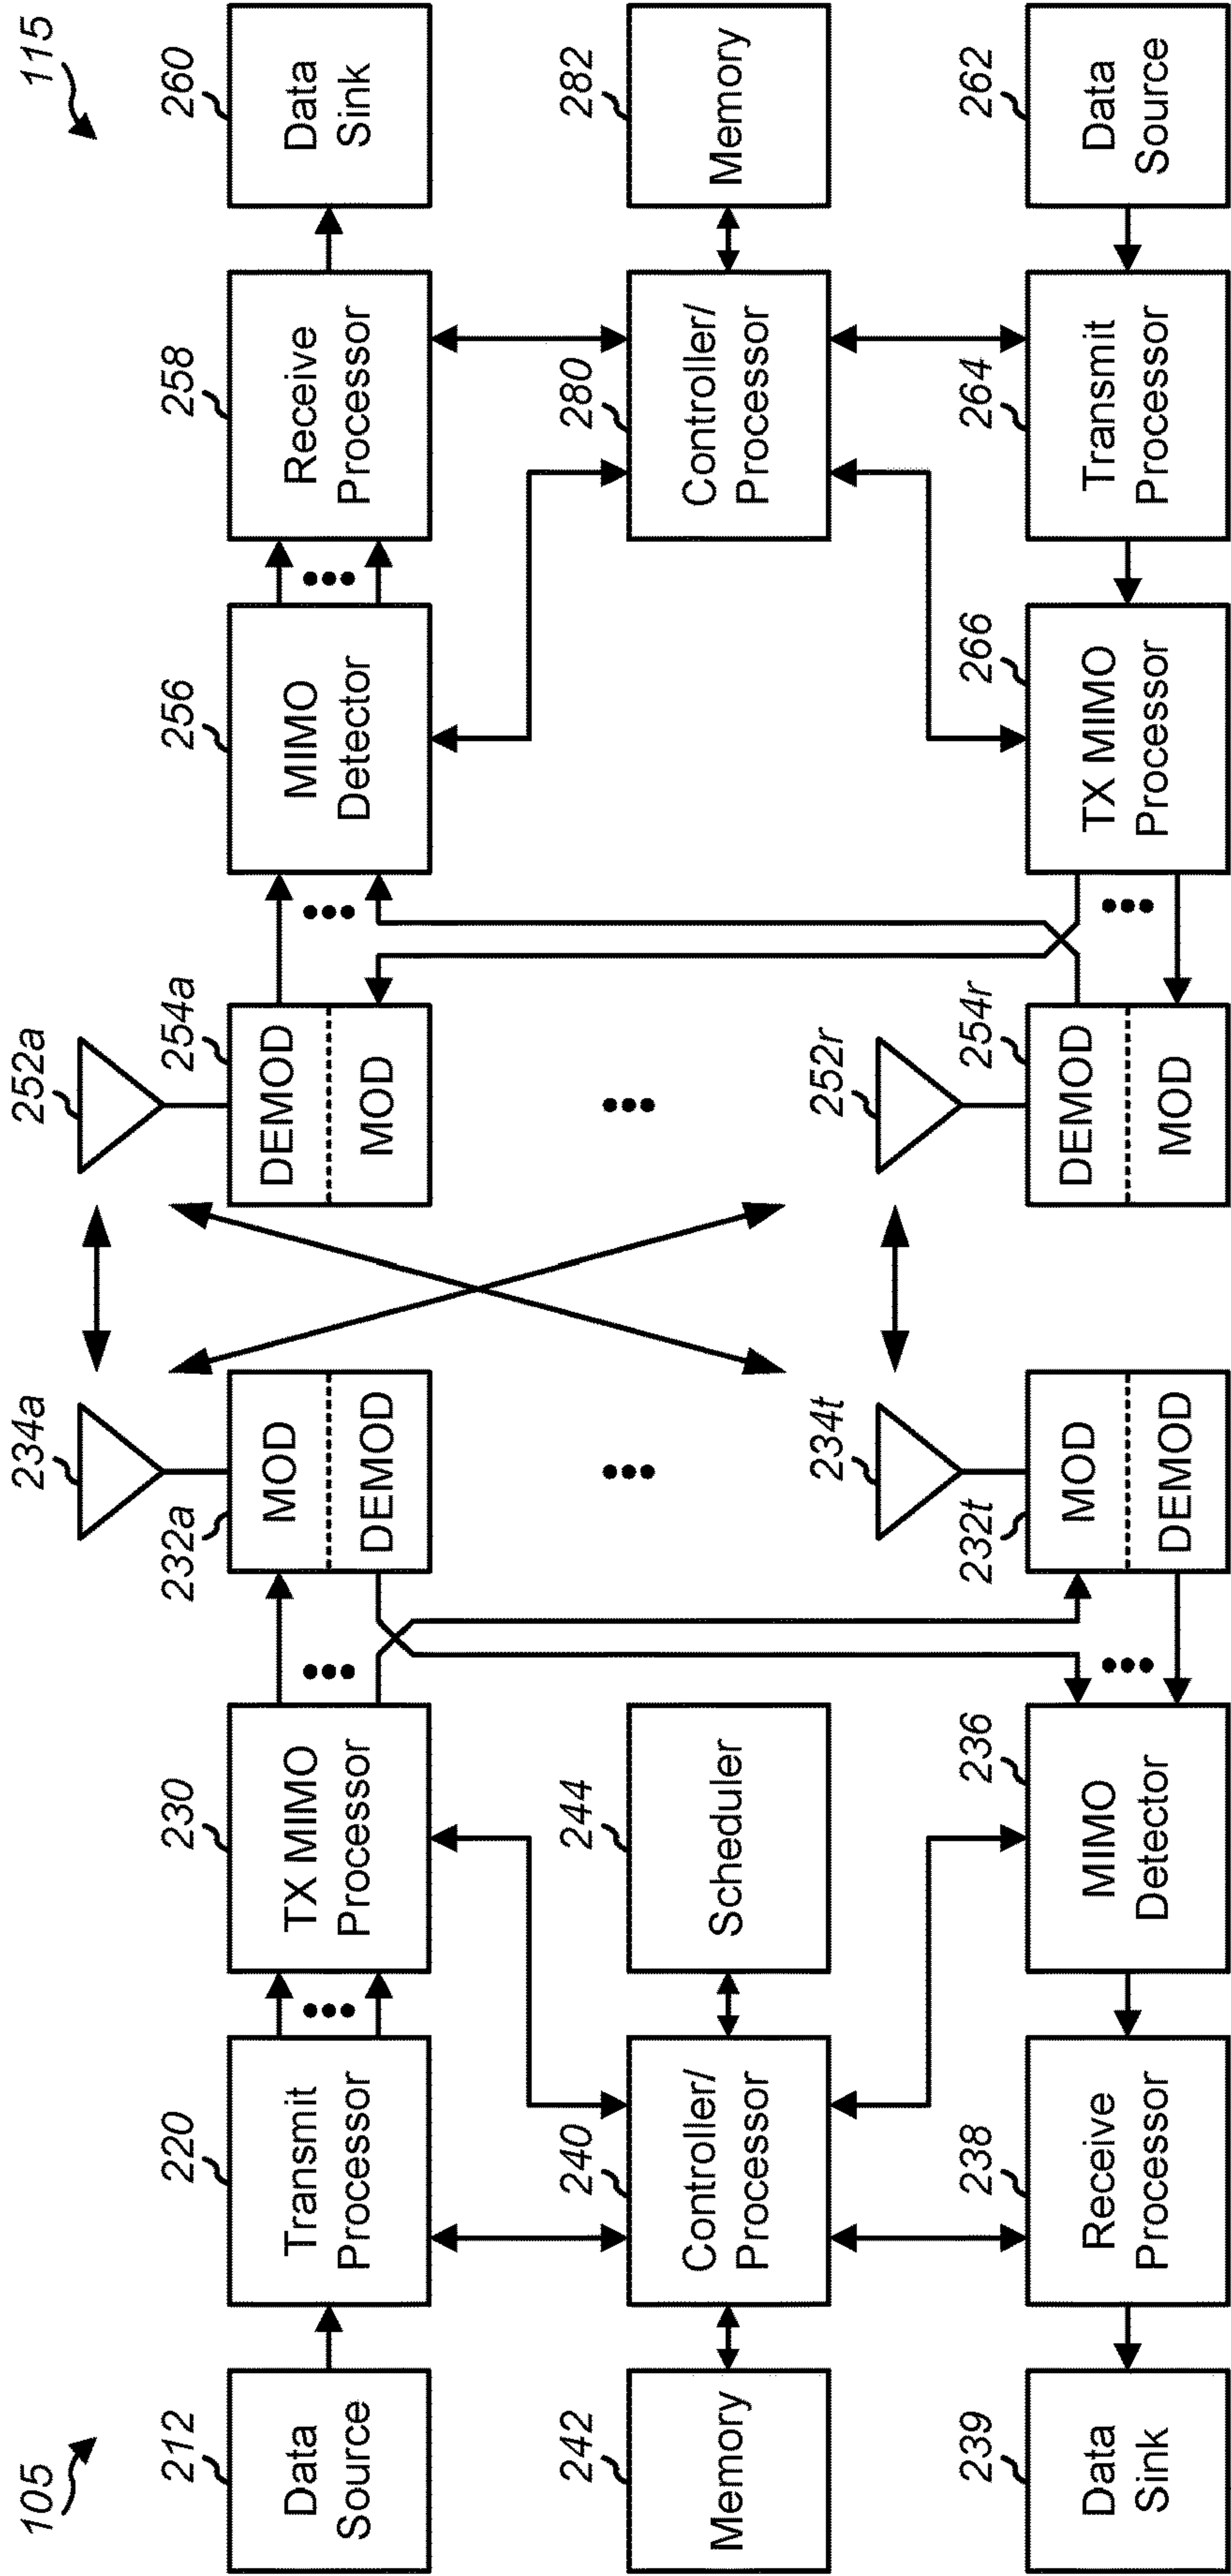 105
115
234a
252a
212
220
230
232a
254a
256
258
260
Data
Source
Transmit
Processor
TX MIMO
Processor
MOD
DEMOD
DEMOD
MOD
MIMO
Detector
Receive
Processor
Data
Sink
242
240
244
280
282
Memory
Controller/
Processor
Scheduler
Controller/
Processor
Memory
234t
252r
239
238
236
232t
254r
266
264
262
Data
Sink
Receive
Processor
MIMO
Detector
MOD
DEMOD
DEMOD
MOD
TX MIMO
Processor
Transmit
Processor
Data
Source